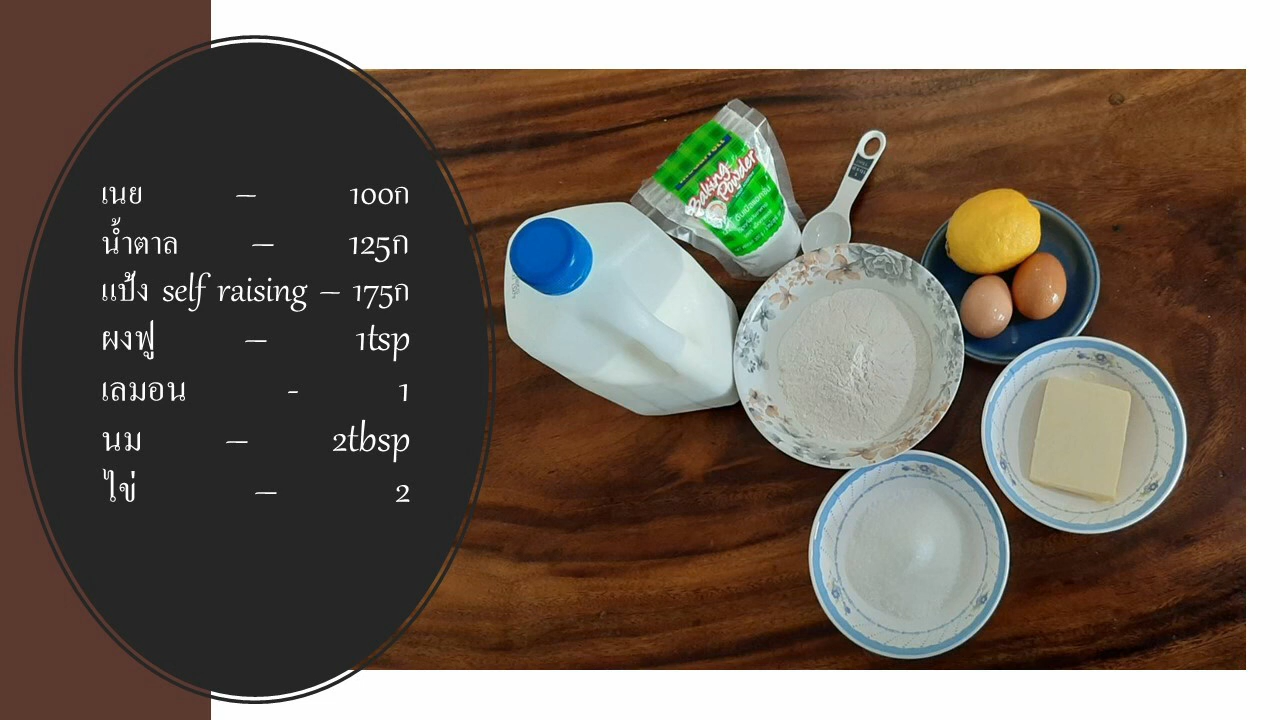 เนย – 100ก
น้ำตาล – 125ก
แป้ง self raising – 175ก
ผงฟู – 1tsp
เลมอน - 1
นม – 2tbsp
ไข่ – 2
Baking
Powder